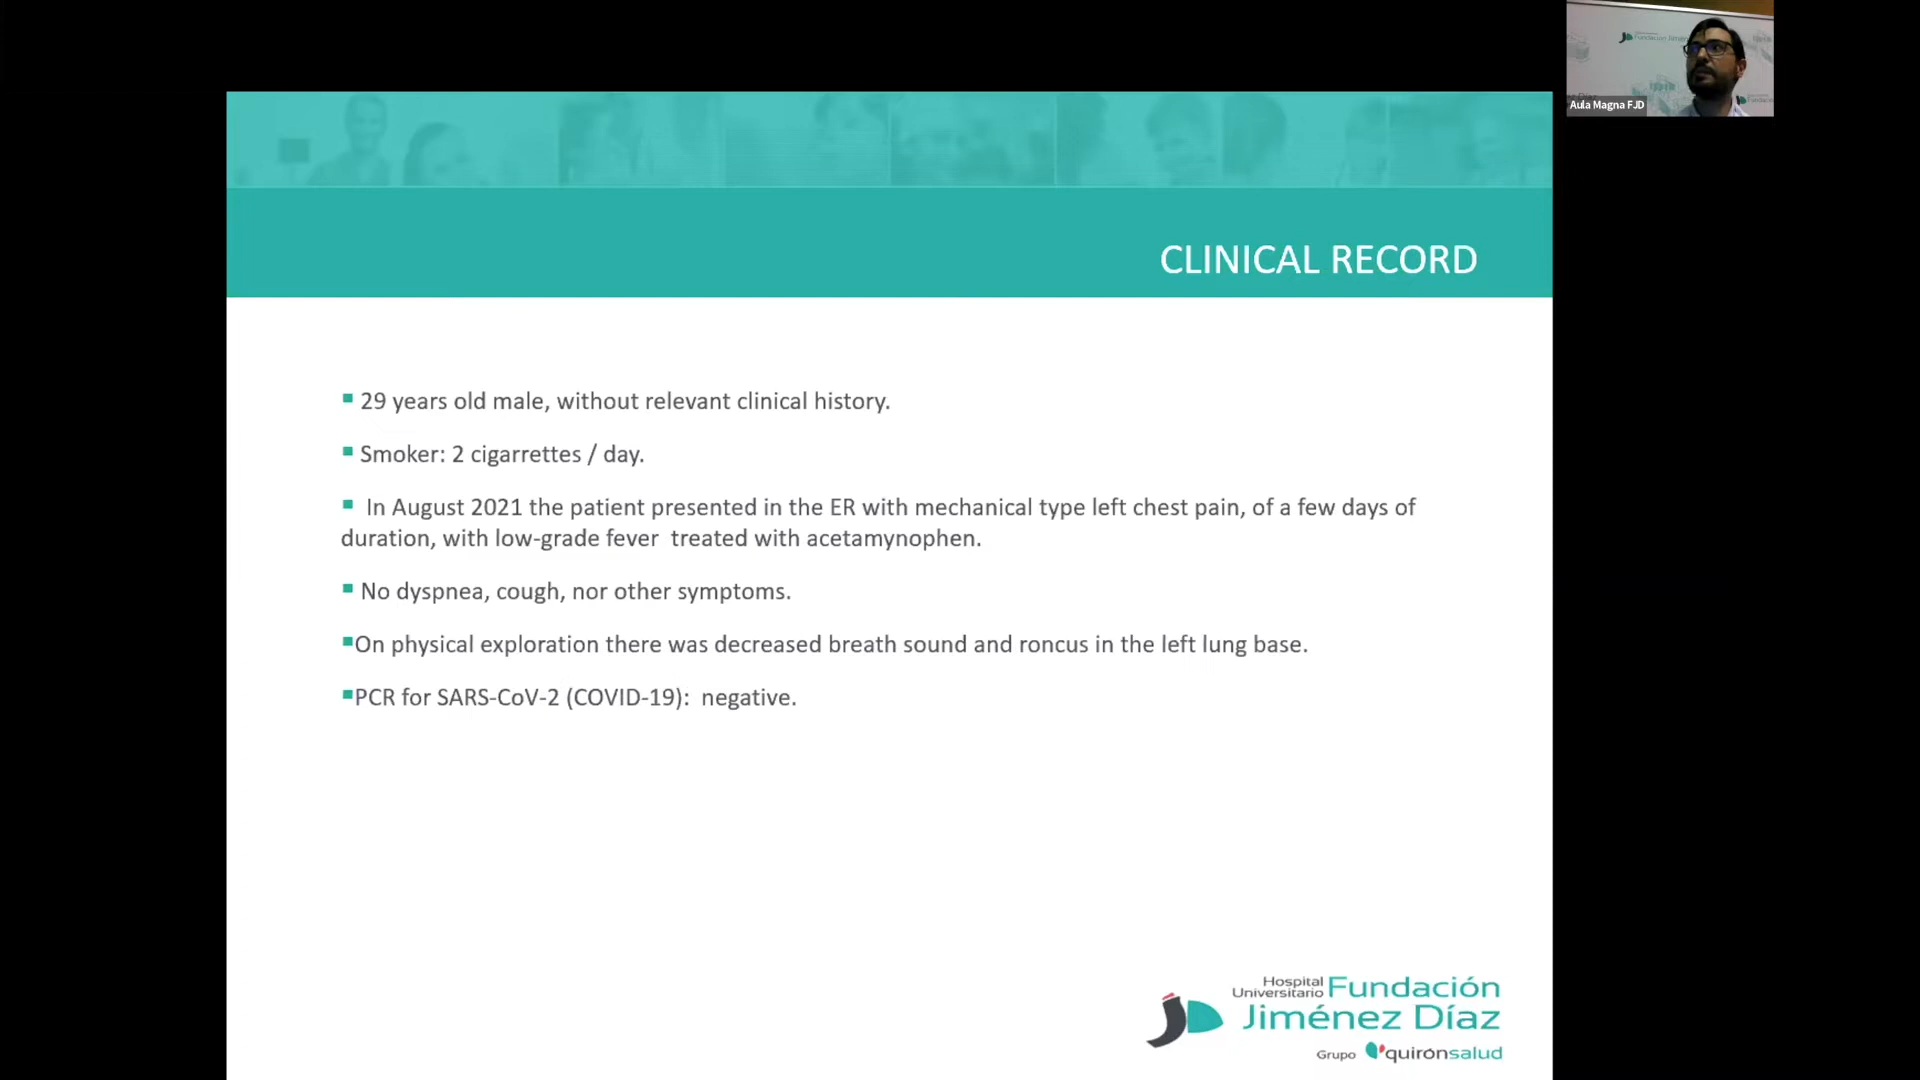 Aula Magna FJD
CLINICAL RECORD
29 years old male, without relevant clinical history.
Smoker: 2 cigarrettes / day.
In August 2021 the patient presented in the ER with mechanical type left chest pain, of a few days of
duration, with low-grade fever treated with acetamynophen.
No dyspnea, cough, nor other symptoms.
On physical exploration there was decreased breath sound and roncus in the left lung base.
PCR for SARS-CoV-2 (COVID-19): negative.
Hospital
Universitario Fundación
Jiménez Díaz
Grupo quirónsalud